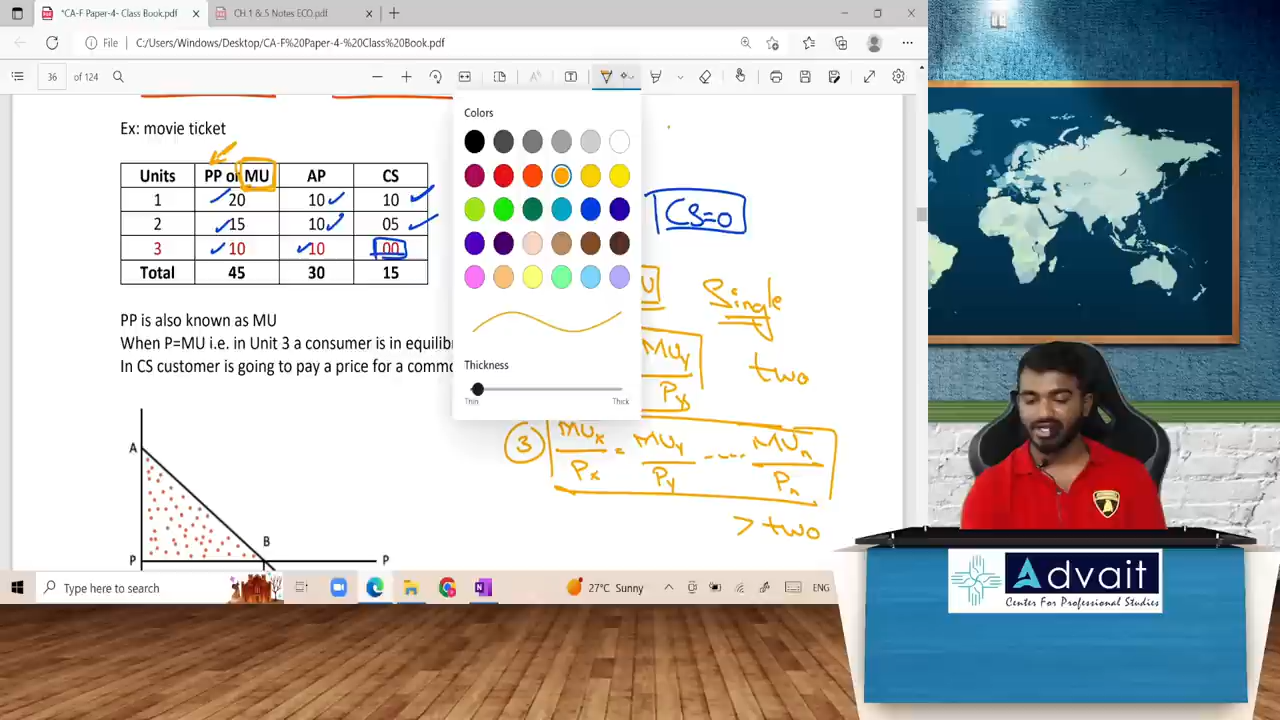 *CA-F Paper-4- Class Book.pdf
CH.1 & S Notes ECO.pdf
File
C:/Users/Windows/Desktop/CA-F%20Paper-4-%20Class%20Book.pdf
36 of 124
Ex: movie ticket
Units PP or MU AP CS
1 20 10 10
2 15 10 05
3 10 10 00
Total 45 30 15
PP is also known as MU
When P=MU i.e. in Unit 3 a consumer is in equilib
In CS customer is going to pay a price for a commo
A
B
P P
Colors
Thickness
Thin Thick
CS=0
U
Single
MUy
Py
two
3 MUx = MUy ---- MUn
Px Py Pn
> two
Type here to search
27°C Sunny
ENG
Advait
Center For Professional Studies